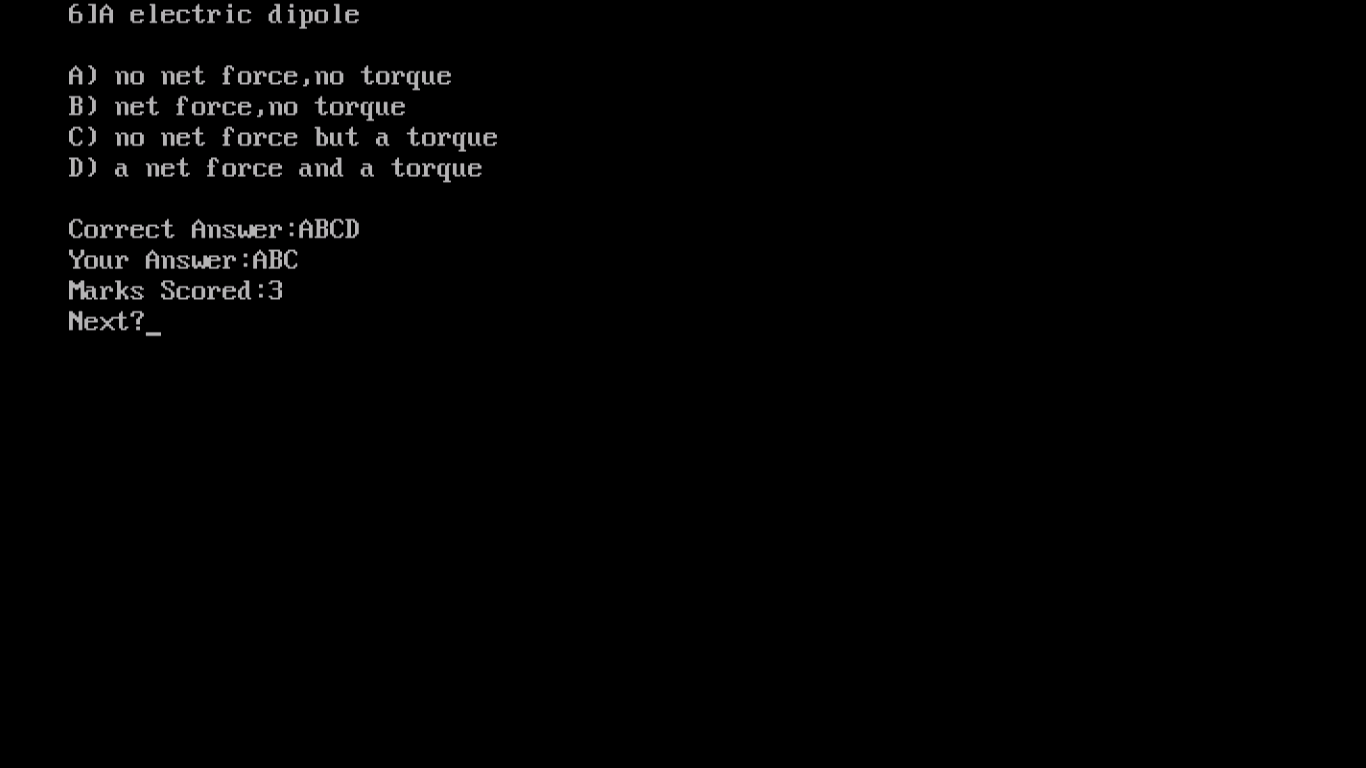 6]A electric dipole
A) no net force,no torque
B) net force,no torque
C) no net force but a torque
D) a net force and a torque
Correct Answer:ABCD
Your Answer:ABC
Marks Scored:3
Next?_